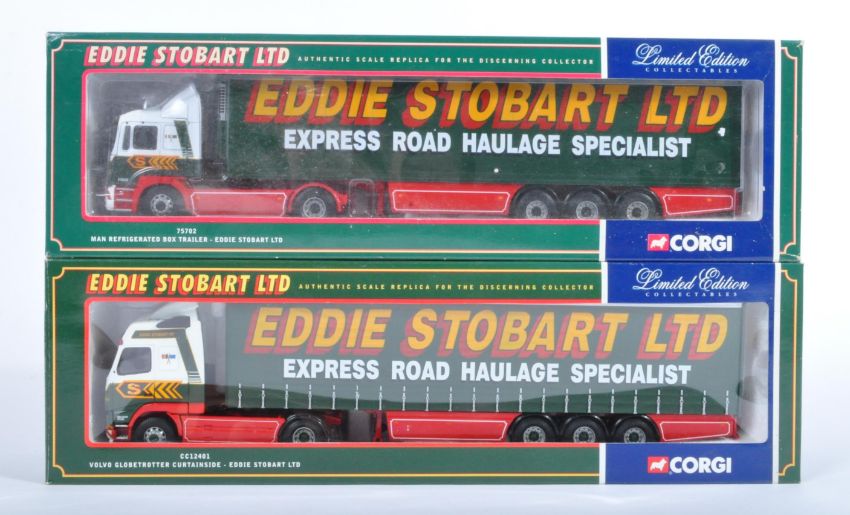 EDDIE STOBART LTD AUTHENTIC SCALE REPLICA FOR THE DISCERNING COLLECTOR
Limited Edition
COLLECTABLES
EDDIE STOBART LTD
EXPRESS ROAD HAULAGE SPECIALIST
S
75702
MAN REFRIGERATED BOX TRAILER - EDDIE STOBART LTD
CORGI
EDDIE STOBART LTD AUTHENTIC SCALE REPLICA FOR THE DISCERNING COLLECTOR
Limited Edition
COLLECTABLES
EDDIE STOBART LTD
EXPRESS ROAD HAULAGE SPECIALIST
S
CC12401
VOLVO GLOBETROTTER CURTAINSIDE - EDDIE STOBART LTD
CORGI